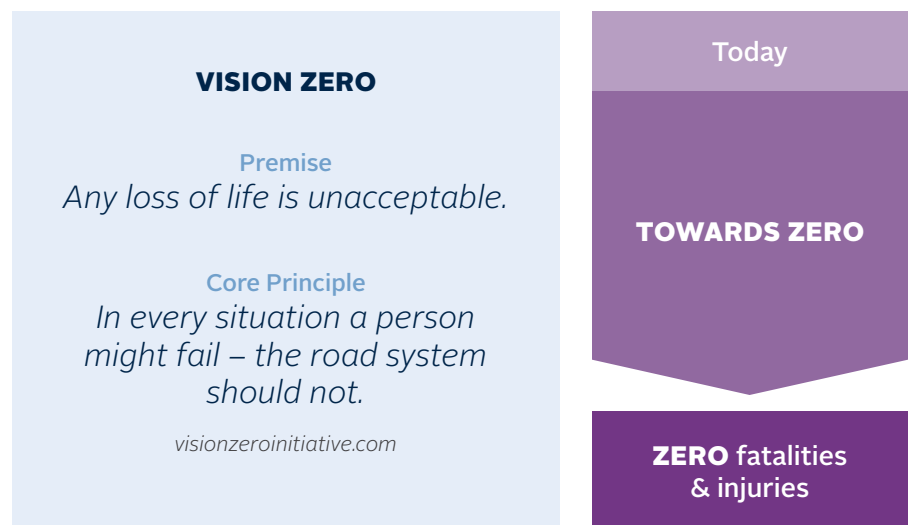 VISION ZERO
Premise
Any loss of life is unacceptable.
Core Principle
In every situation a person
might fail – the road system
should not.
visionzeroinitiative.com
Today
TOWARDS ZERO
ZERO fatalities
& injuries